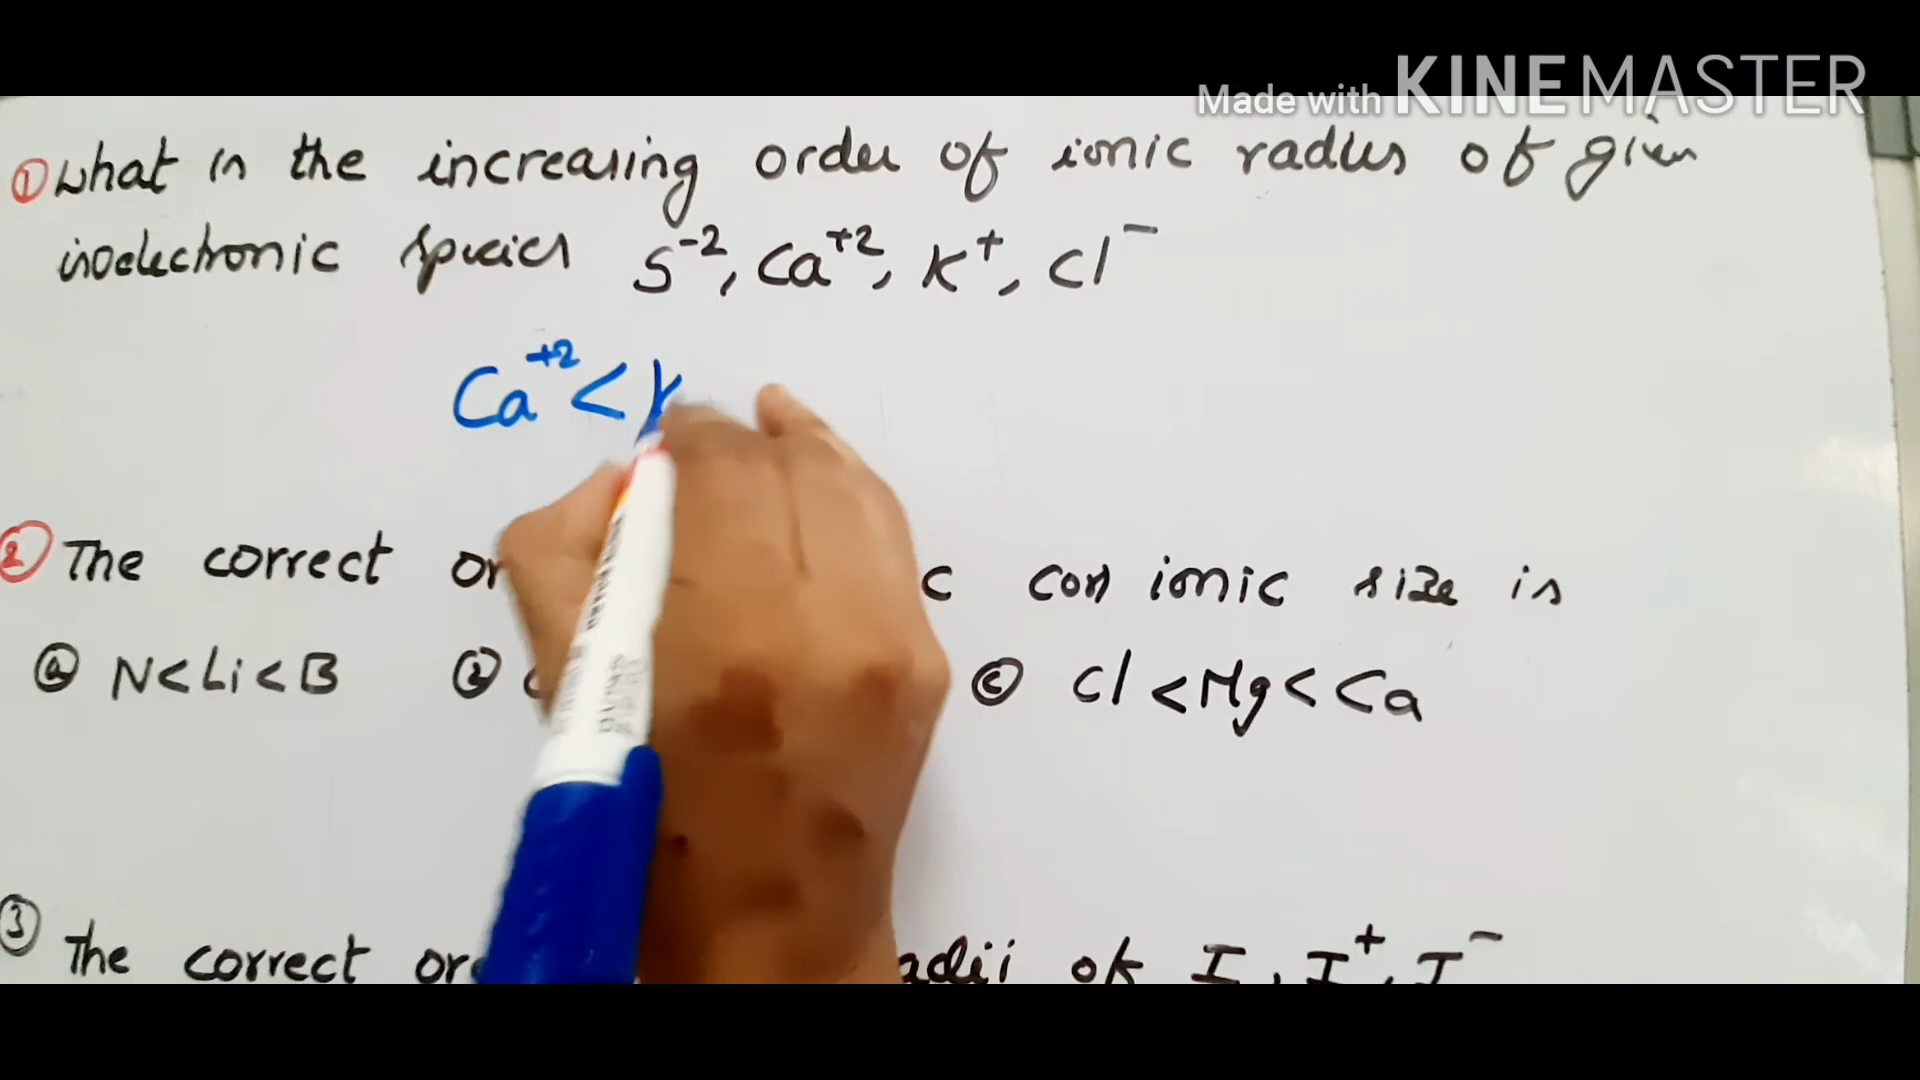 Made with KINEMASTER
① What is the increasing order of ionic radius of given
isoelectronic species S⁻², Ca⁺², K⁺, Cl⁻
Ca⁺² < K
② The correct or c (or) ionic size is
ⓐ N<Li<B ② ⓒ Cl<Mg<Ca
③ The correct ord adii of I, I⁺, I⁻